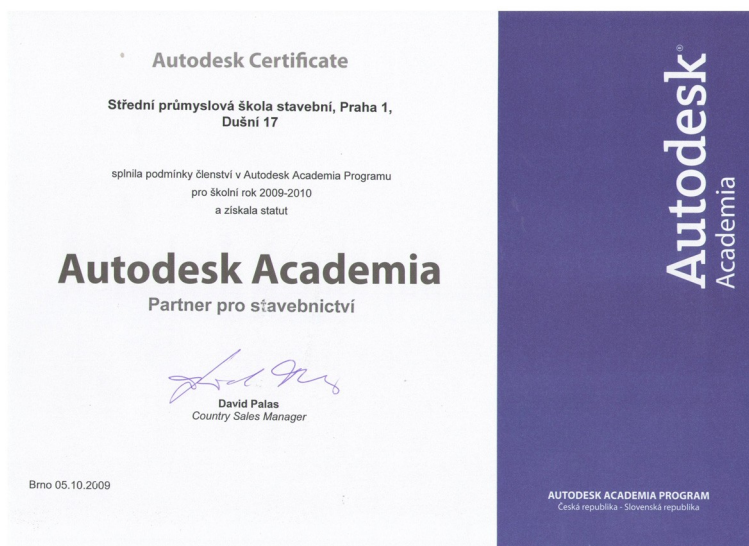 Autodesk Certificate
Střední průmyslová škola stavební, Praha 1,
Dušní 17
splnila podmínky členství v Autodesk Academia Programu
pro školní rok 2009-2010
a získala statut
Autodesk Academia
Partner pro stavebnictví
David Palas
Country Sales Manager
Brno 05.10.2009
Autodesk®
Academia
AUTODESK ACADEMIA PROGRAM
Česká republika - Slovenská republika